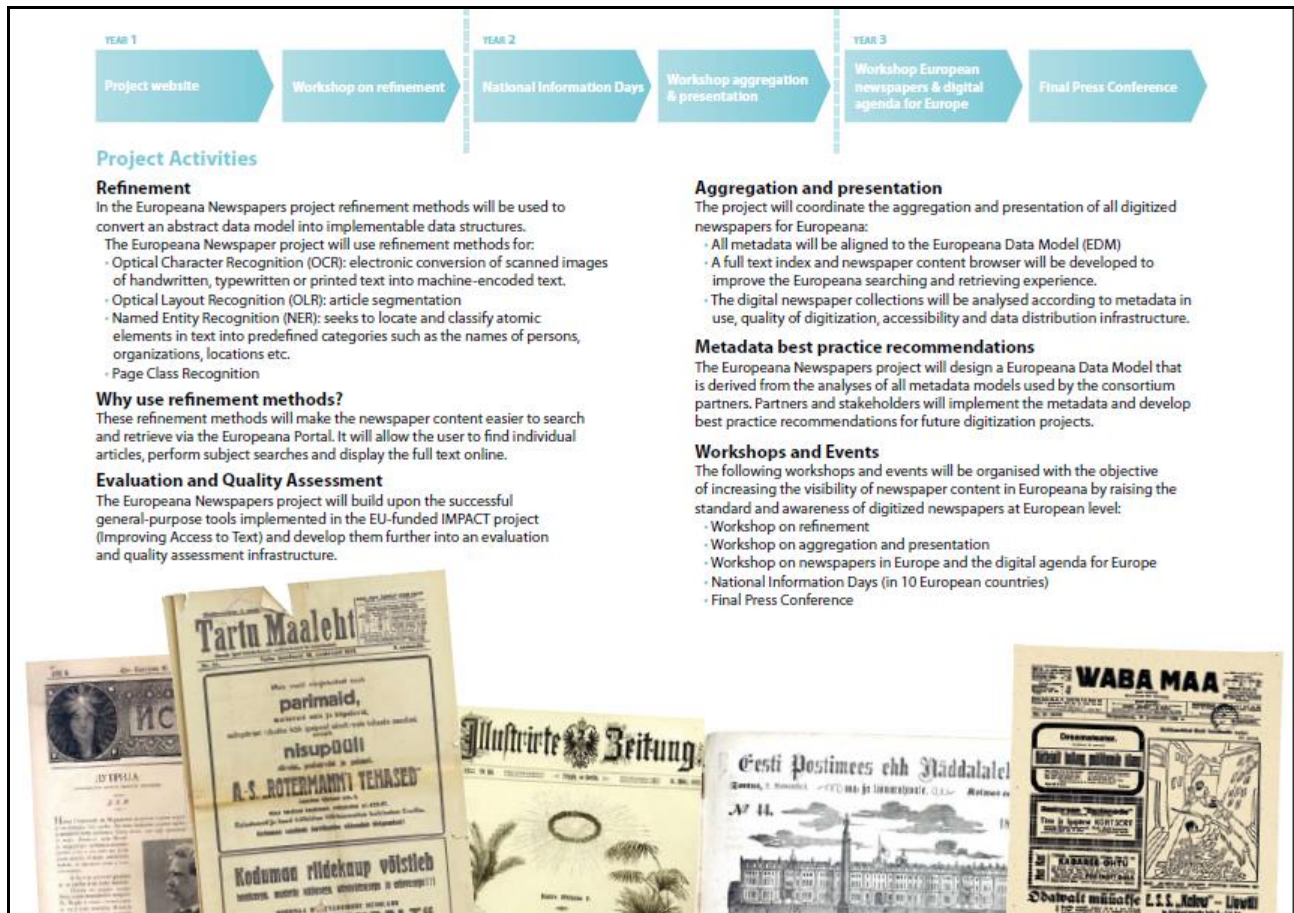 YEAR 1
YEAR 2
YEAR 3
Project website
Workshop on refinement
National Information Days
Workshop aggregation
& presentation
Workshop European
newspapers & digital
agenda for Europe
Final Press Conference
Project Activities
Refinement
In the Europeana Newspapers project refinement methods will be used to
convert an abstract data model into implementable data structures.
The Europeana Newspaper project will use refinement methods for:
· Optical Character Recognition (OCR): electronic conversion of scanned images
of handwritten, typewritten or printed text into machine-encoded text.
· Optical Layout Recognition (OLR): article segmentation
· Named Entity Recognition (NER): seeks to locate and classify atomic
elements in text into predefined categories such as the names of persons,
organizations, locations etc.
· Page Class Recognition
Why use refinement methods?
These refinement methods will make the newspaper content easier to search
and retrieve via the Europeana Portal. It will allow the user to find individual
articles, perform subject searches and display the full text online.
Evaluation and Quality Assessment
The Europeana Newspapers project will build upon the successful
general-purpose tools implemented in the EU-funded IMPACT project
(Improving Access to Text) and develop them further into an evaluation
and quality assessment infrastructure.
Aggregation and presentation
The project will coordinate the aggregation and presentation of all digitized
newspapers for Europeana:
· All metadata will be aligned to the Europeana Data Model (EDM)
· A full text index and newspaper content browser will be developed to
improve the Europeana searching and retrieving experience.
· The digital newspaper collections will be analysed according to metadata in
use, quality of digitization, accessibility and data distribution infrastructure.
Metadata best practice recommendations
The Europeana Newspapers project will design a Europeana Data Model that
is derived from the analyses of all metadata models used by the consortium
partners. Partners and stakeholders will implement the metadata and develop
best practice recommendations for future digitization projects.
Workshops and Events
The following workshops and events will be organised with the objective
of increasing the visibility of newspaper content in Europeana by raising the
standard and awareness of digitized newspapers at European level:
· Workshop on refinement
· Workshop on aggregation and presentation
· Workshop on newspapers in Europe and the digital agenda for Europe
· National Information Days (in 10 European countries)
· Final Press Conference
Tartu Maaleht
parimaid,
nisupüüli
A.-S. „ROTERMANN'I TEHASED"
Kodumaa riidekaup võistleb
Illustrirte Zeitung
Eesti Postimees ehk Näddalaleh
№ 44.
WABA MAA
KABAREE-ÕHTU
Odawalt müüakse L.S.S. „Kalew" –